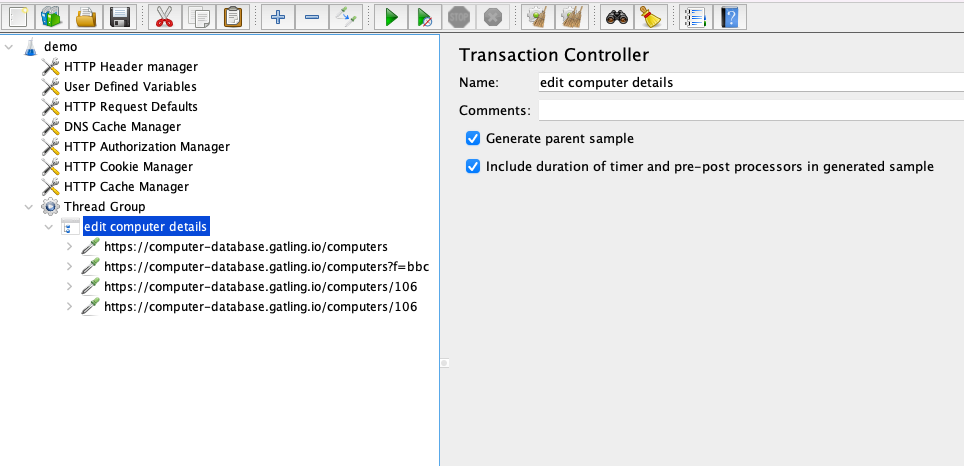 STOP
demo
HTTP Header manager
User Defined Variables
HTTP Request Defaults
DNS Cache Manager
HTTP Authorization Manager
HTTP Cookie Manager
HTTP Cache Manager
Thread Group
edit computer details
https://computer-database.gatling.io/computers
https://computer-database.gatling.io/computers?f=bbc
https://computer-database.gatling.io/computers/106
https://computer-database.gatling.io/computers/106
Transaction Controller
Name: edit computer details
Comments:
Generate parent sample
Include duration of timer and pre-post processors in generated sample